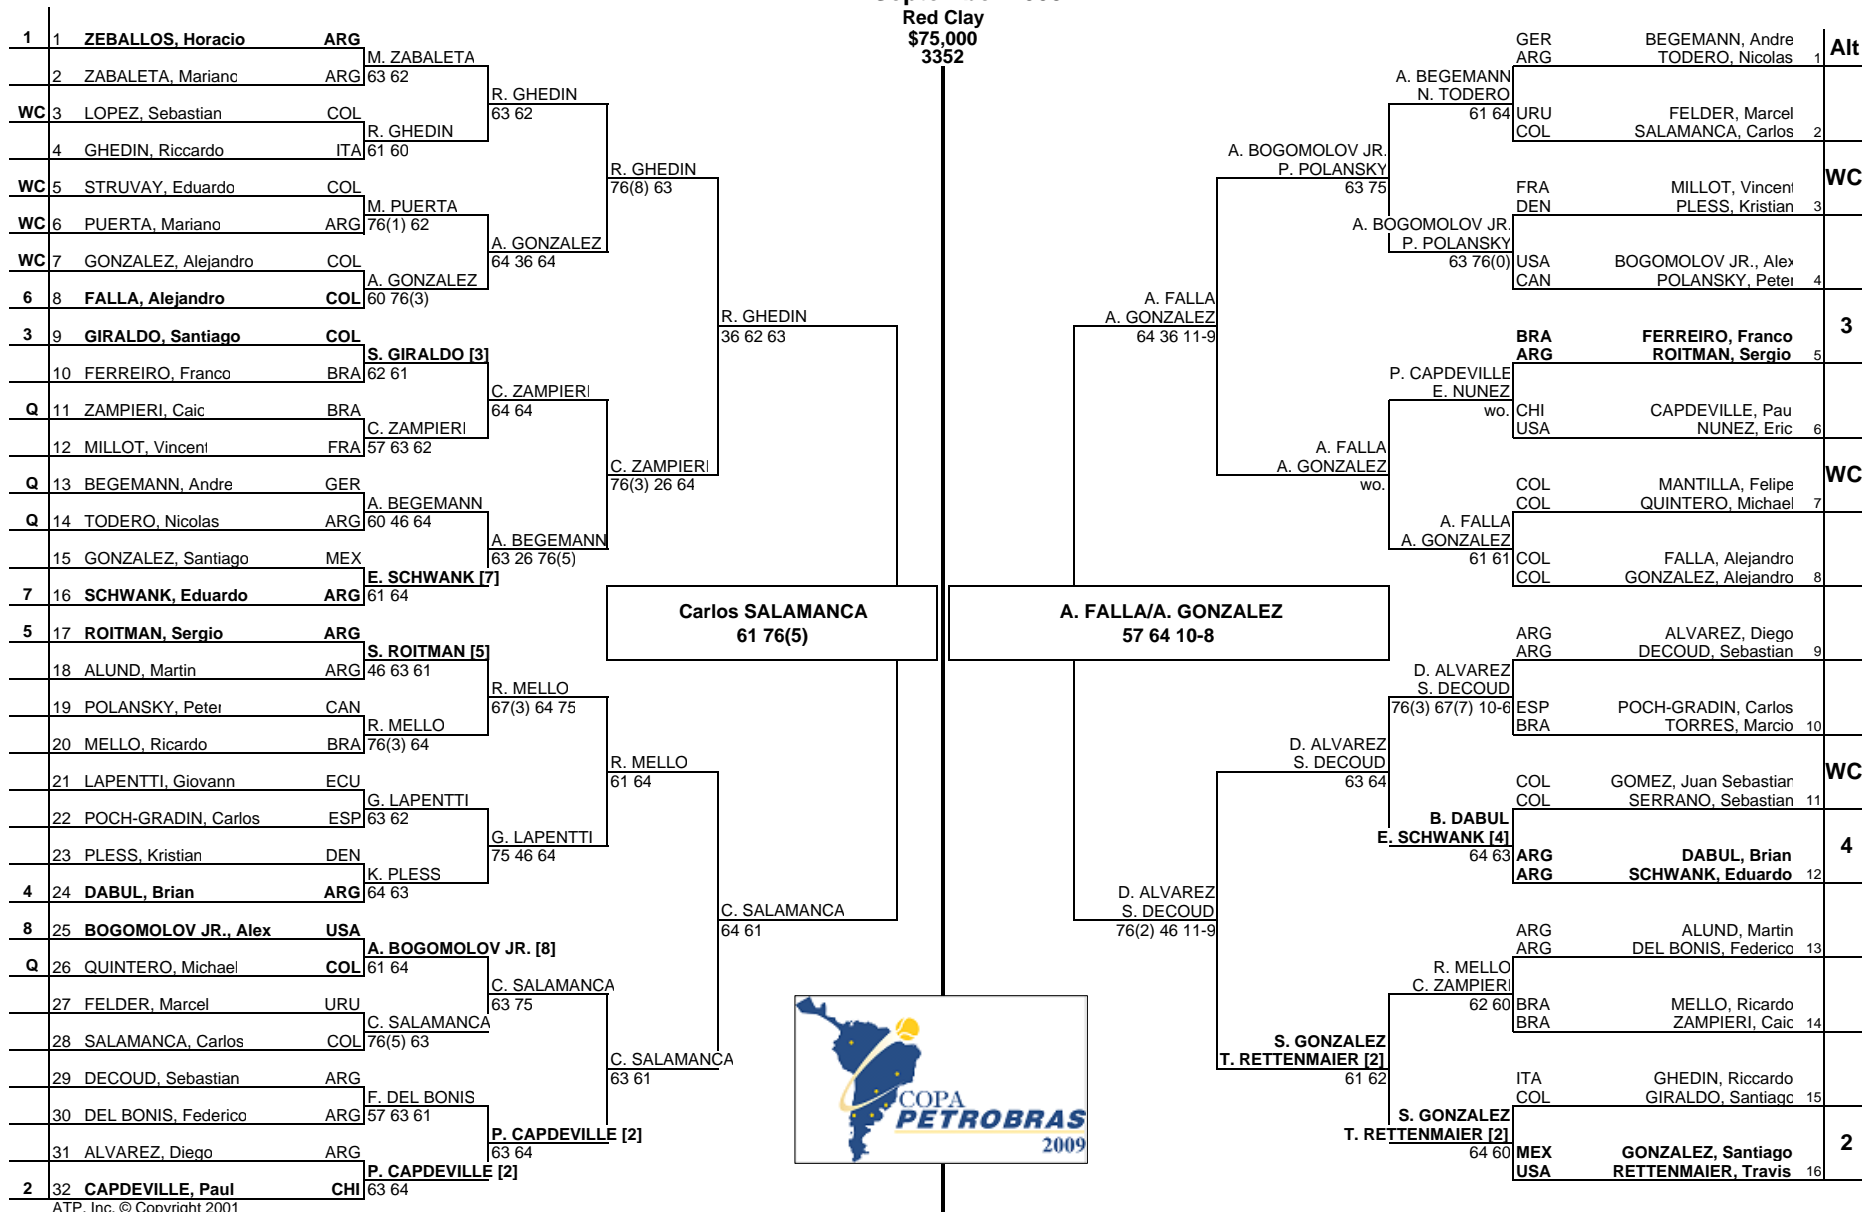 Red Clay
$75,000
3352
1 1 ZEBALLOS, Horacio ARG
2 ZABALETA, Mariano ARG
WC 3 LOPEZ, Sebastian COL
4 GHEDIN, Riccardo ITA
WC 5 STRUVAY, Eduardo COL
WC 6 PUERTA, Mariano ARG
WC 7 GONZALEZ, Alejandro COL
6 8 FALLA, Alejandro COL
3 9 GIRALDO, Santiago COL
10 FERREIRO, Franco BRA
Q 11 ZAMPIERI, Caio BRA
12 MILLOT, Vincent FRA
Q 13 BEGEMANN, Andre GER
Q 14 TODERO, Nicolas ARG
15 GONZALEZ, Santiago MEX
7 16 SCHWANK, Eduardo ARG
5 17 ROITMAN, Sergio ARG
18 ALUND, Martin ARG
19 POLANSKY, Peter CAN
20 MELLO, Ricardo BRA
21 LAPENTTI, Giovann ECU
22 POCH-GRADIN, Carlos ESP
23 PLESS, Kristian DEN
4 24 DABUL, Brian ARG
8 25 BOGOMOLOV JR., Alex USA
Q 26 QUINTERO, Michael COL
27 FELDER, Marcel URU
28 SALAMANCA, Carlos COL
29 DECOUD, Sebastian ARG
30 DEL BONIS, Federico ARG
31 ALVAREZ, Diego ARG
2 32 CAPDEVILLE, Paul CHI
ATP, Inc. © Copyright 2001
M. ZABALETA
63 62
R. GHEDIN
61 60
M. PUERTA
76(1) 62
A. GONZALEZ
60 76(3)
S. GIRALDO [3]
62 61
C. ZAMPIERI
57 63 62
A. BEGEMANN
60 46 64
E. SCHWANK [7]
61 64
S. ROITMAN [5]
46 63 61
R. MELLO
76(3) 64
G. LAPENTTI
63 62
K. PLESS
64 63
A. BOGOMOLOV JR. [8]
61 64
C. SALAMANCA
76(5) 63
F. DEL BONIS
57 63 61
P. CAPDEVILLE [2]
63 64
R. GHEDIN
63 62
A. GONZALEZ
64 36 64
C. ZAMPIERI
64 64
A. BEGEMANN
63 26 76(5)
R. MELLO
67(3) 64 75
G. LAPENTTI
75 46 64
C. SALAMANCA
63 75
P. CAPDEVILLE [2]
63 64
R. GHEDIN
76(8) 63
C. ZAMPIERI
76(3) 26 64
R. MELLO
61 64
C. SALAMANCA
63 61
R. GHEDIN
36 62 63
C. SALAMANCA
64 61
Carlos SALAMANCA
61 76(5)
A. FALLA/A. GONZALEZ
57 64 10-8
A. FALLA
A. GONZALEZ
64 36 11-9
D. ALVAREZ
S. DECOUD
76(2) 46 11-9
A. BOGOMOLOV JR.
P. POLANSKY
63 75
A. FALLA
A. GONZALEZ
wo.
D. ALVAREZ
S. DECOUD
63 64
S. GONZALEZ
T. RETTENMAIER [2]
61 62
A. BEGEMANN
N. TODERO
61 64
A. BOGOMOLOV JR.
P. POLANSKY
63 76(0)
P. CAPDEVILLE
E. NUNEZ
wo.
A. FALLA
A. GONZALEZ
61 61
D. ALVAREZ
S. DECOUD
76(3) 67(7) 10-6
B. DABUL
E. SCHWANK [4]
64 63
R. MELLO
C. ZAMPIERI
62 60
S. GONZALEZ
T. RETTENMAIER [2]
64 60
GER BEGEMANN, Andre
ARG TODERO, Nicolas 1 Alt
URU FELDER, Marcel
COL SALAMANCA, Carlos 2
FRA MILLOT, Vincent
DEN PLESS, Kristian 3 WC
USA BOGOMOLOV JR., Alex
CAN POLANSKY, Peter 4
BRA FERREIRO, Franco
ARG ROITMAN, Sergio 5 3
CHI CAPDEVILLE, Pau
USA NUNEZ, Eric 6
COL MANTILLA, Felipe
COL QUINTERO, Michael 7 WC
COL FALLA, Alejandro
COL GONZALEZ, Alejandro 8
ARG ALVAREZ, Diego
ARG DECOUD, Sebastian 9
ESP POCH-GRADIN, Carlos
BRA TORRES, Marcio 10
COL GOMEZ, Juan Sebastian
COL SERRANO, Sebastian 11 WC
ARG DABUL, Brian
ARG SCHWANK, Eduardo 12 4
ARG ALUND, Martin
ARG DEL BONIS, Federico 13
BRA MELLO, Ricardo
BRA ZAMPIERI, Caio 14
ITA GHEDIN, Riccardo
COL GIRALDO, Santiago 15
MEX GONZALEZ, Santiago
USA RETTENMAIER, Travis 16 2
COPA
PETROBRAS
2009